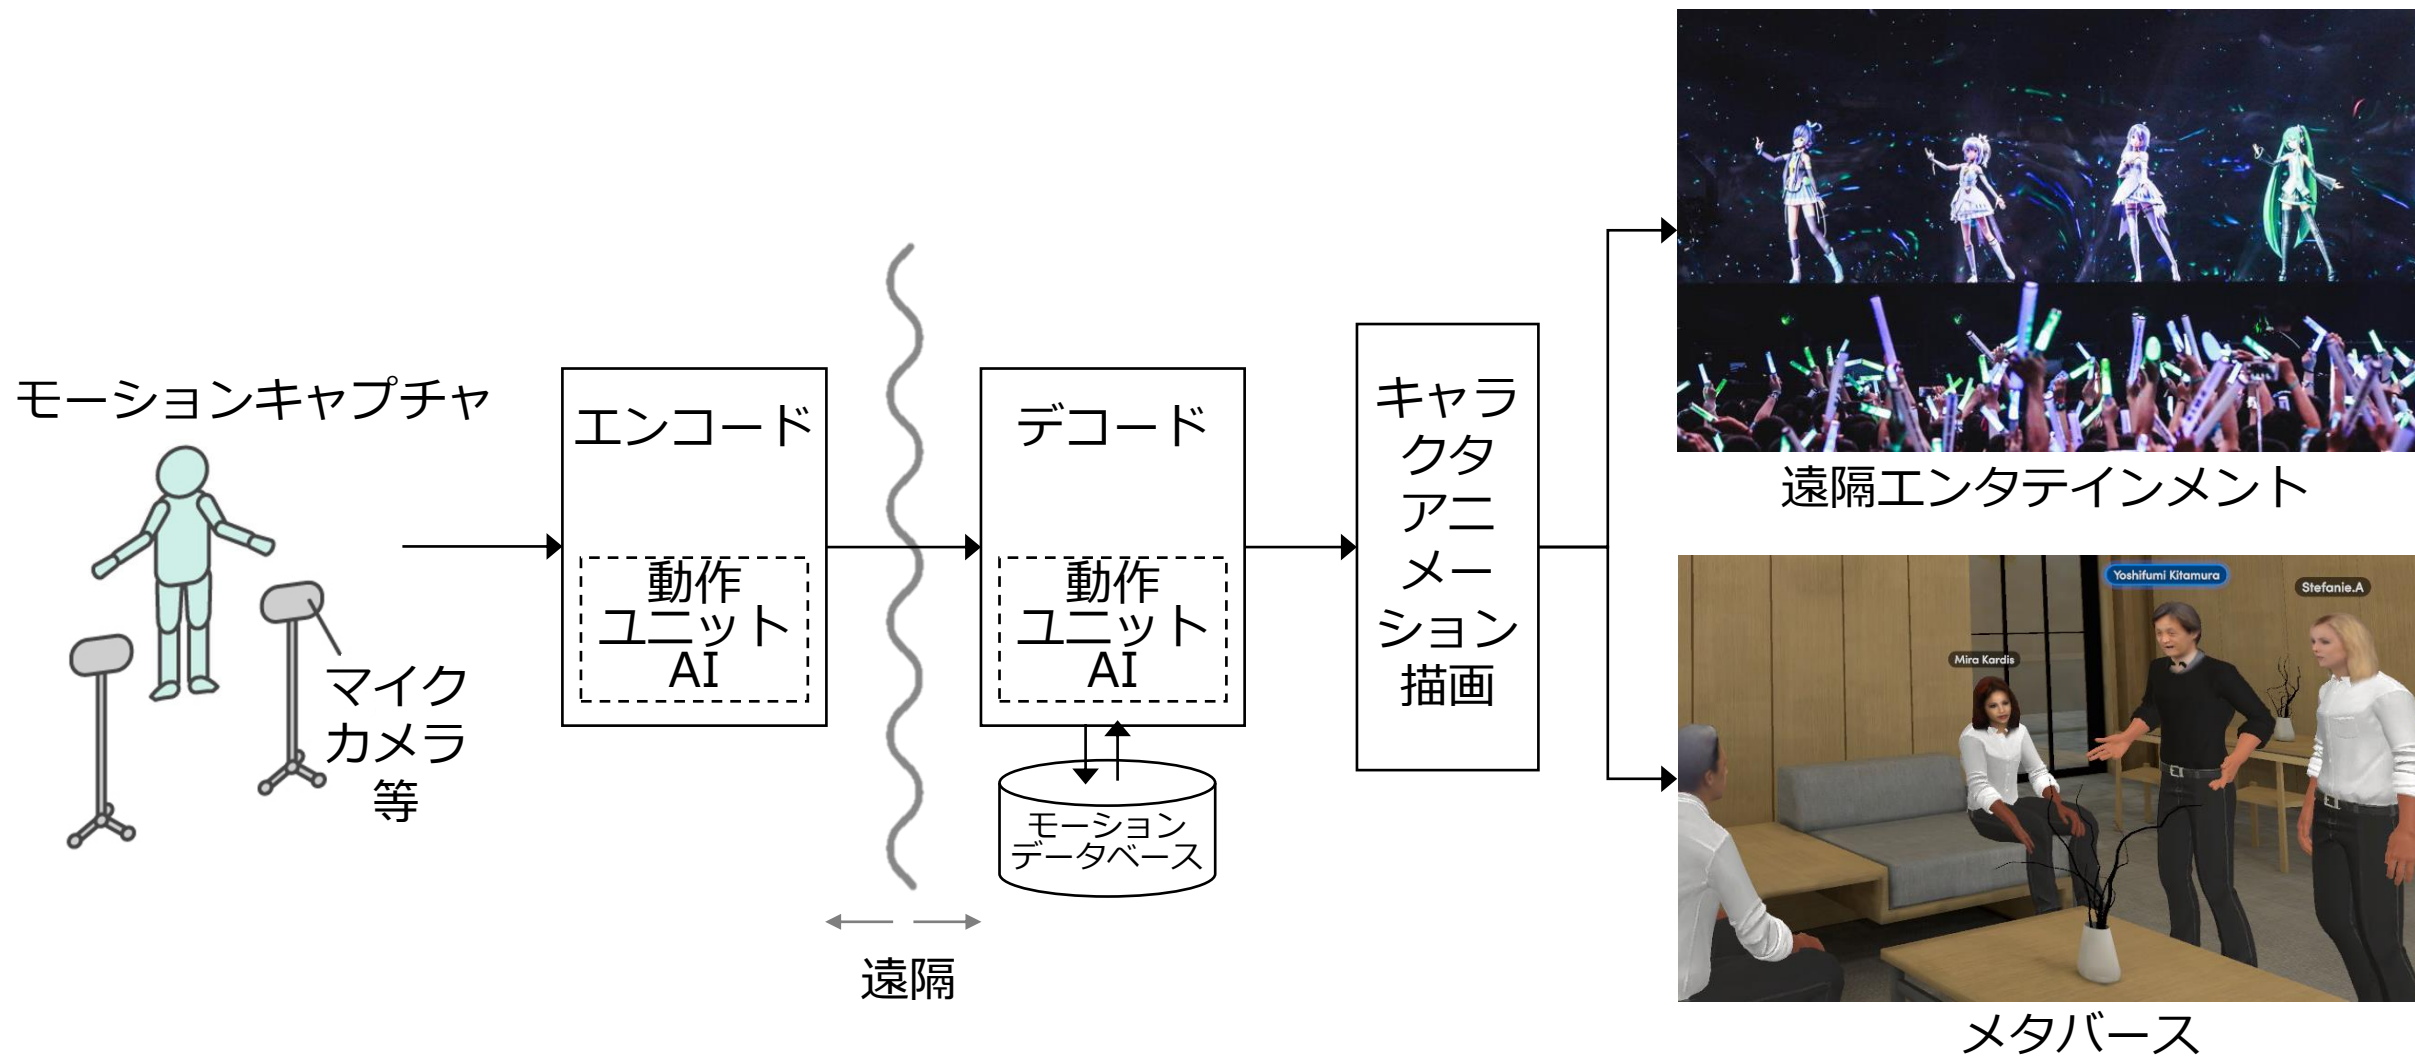 モーションキャプチャ
マイク
カメラ
等
エンコード
動作
ユニット
AI
遠隔
デコード
動作
ユニット
AI
モーション
データベース
キャラ
クタ
アニ
メー
ション
描画
遠隔エンタテインメント
Yoshifumi Kitamura
Stefanie.A
Mira Kardis
メタバース